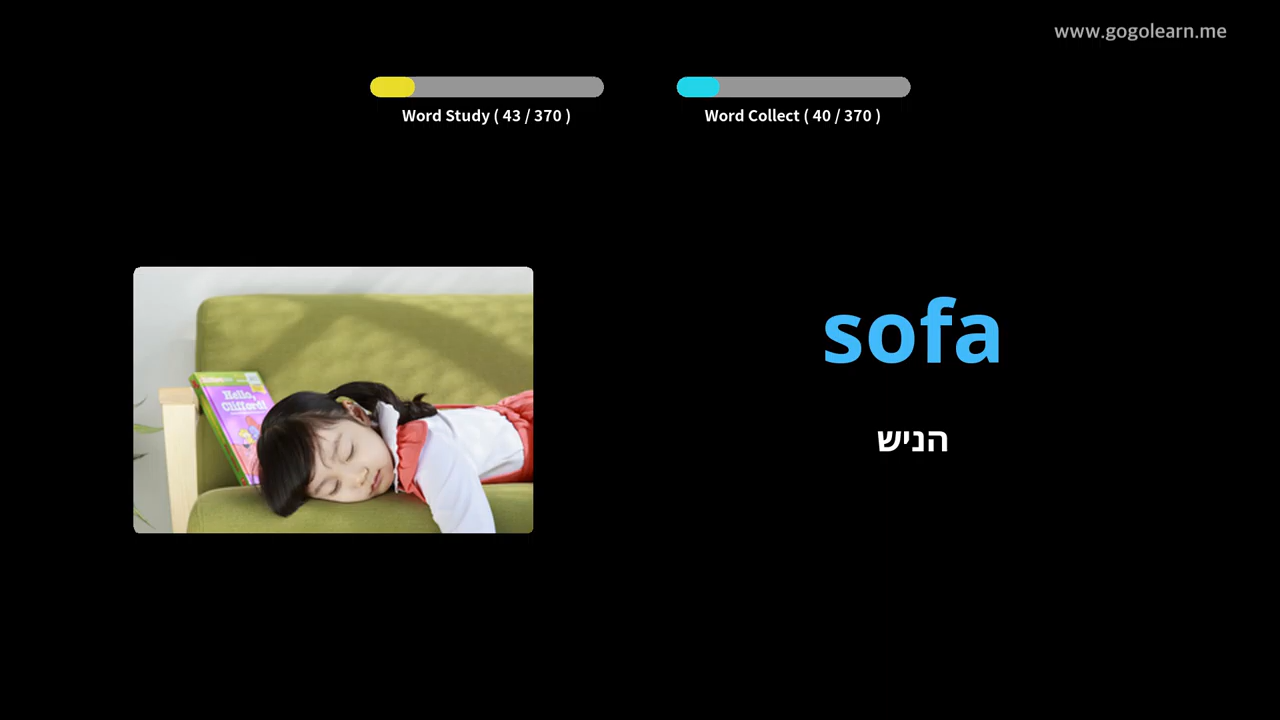 www.gogolearn.me
Word Study ( 43 / 370 )
Word Collect ( 40 / 370 )
Hello,
Clifford!
sofa
הניש